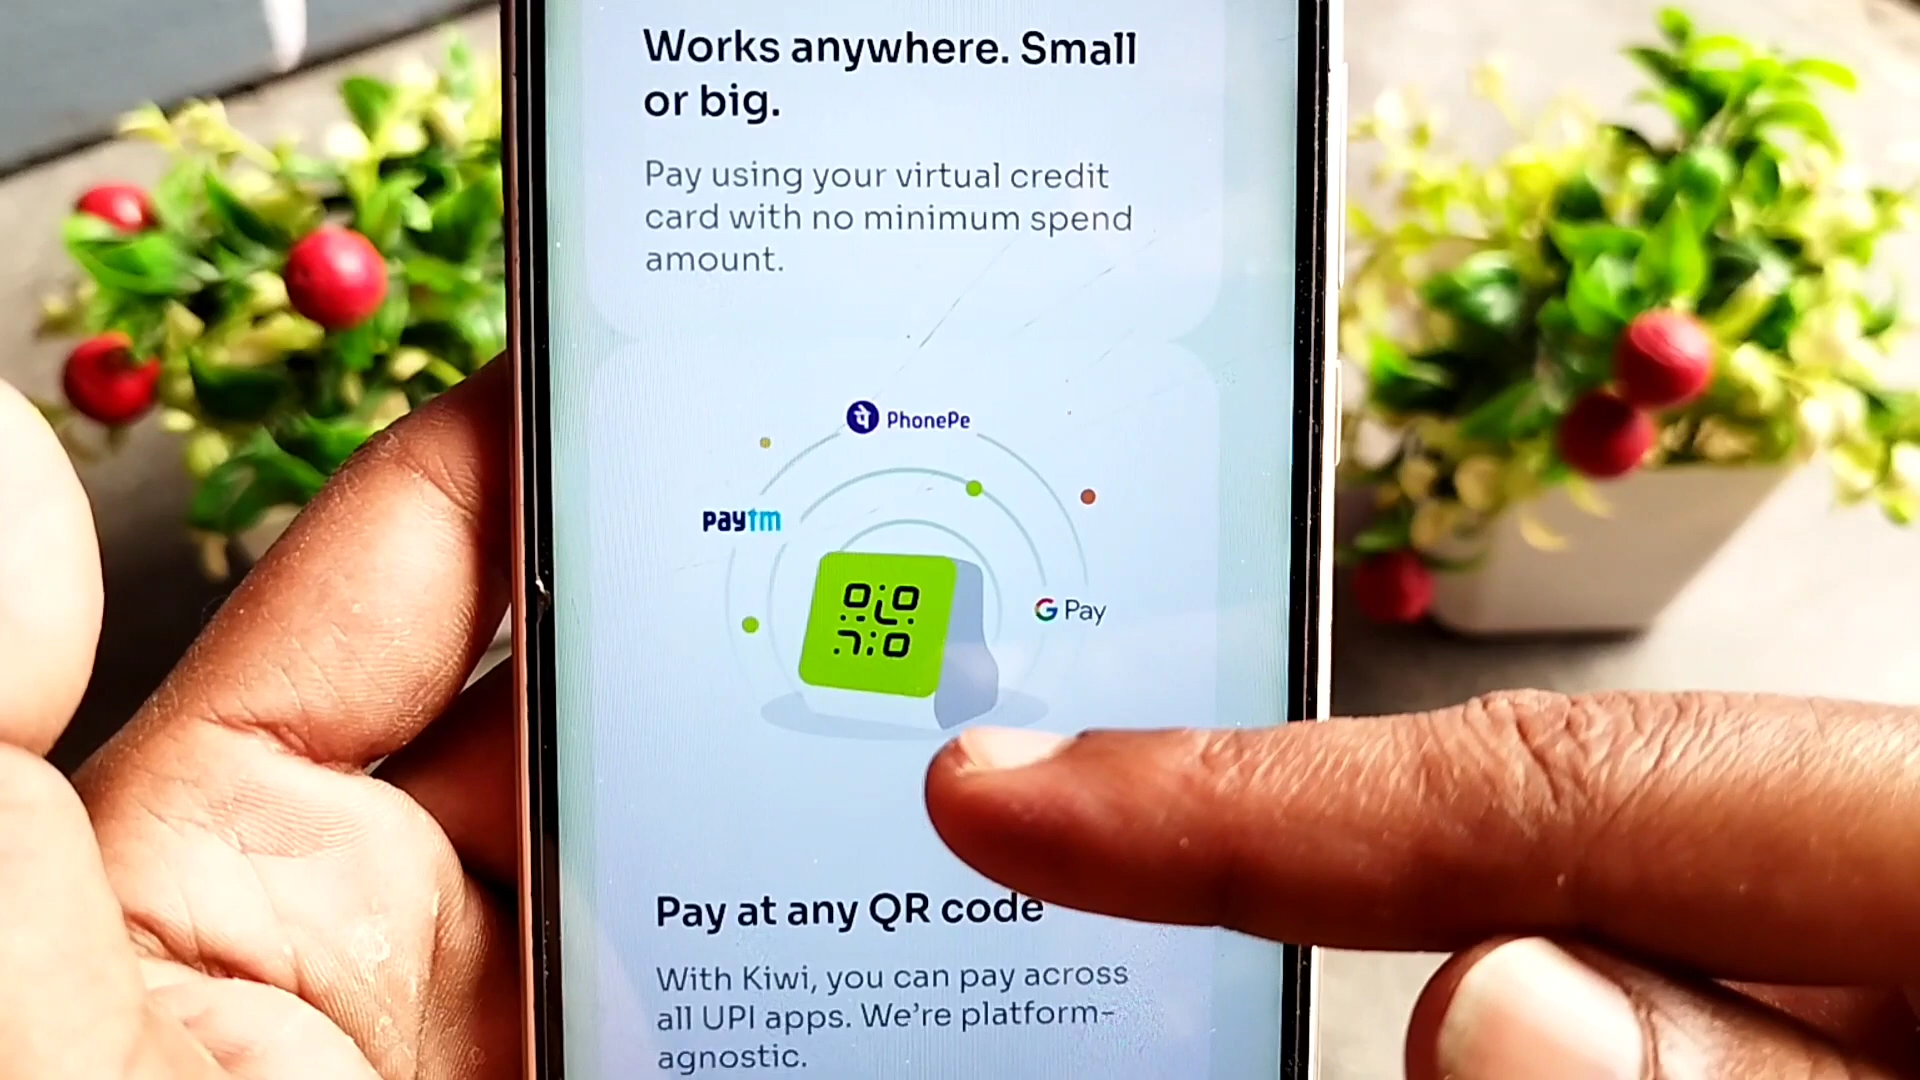 Works anywhere. Small
or big.
Pay using your virtual credit
card with no minimum spend
amount.
पे PhonePe
paytm
G Pay
Pay at any QR code
With Kiwi, you can pay across
all UPI apps. We're platform-
agnostic.